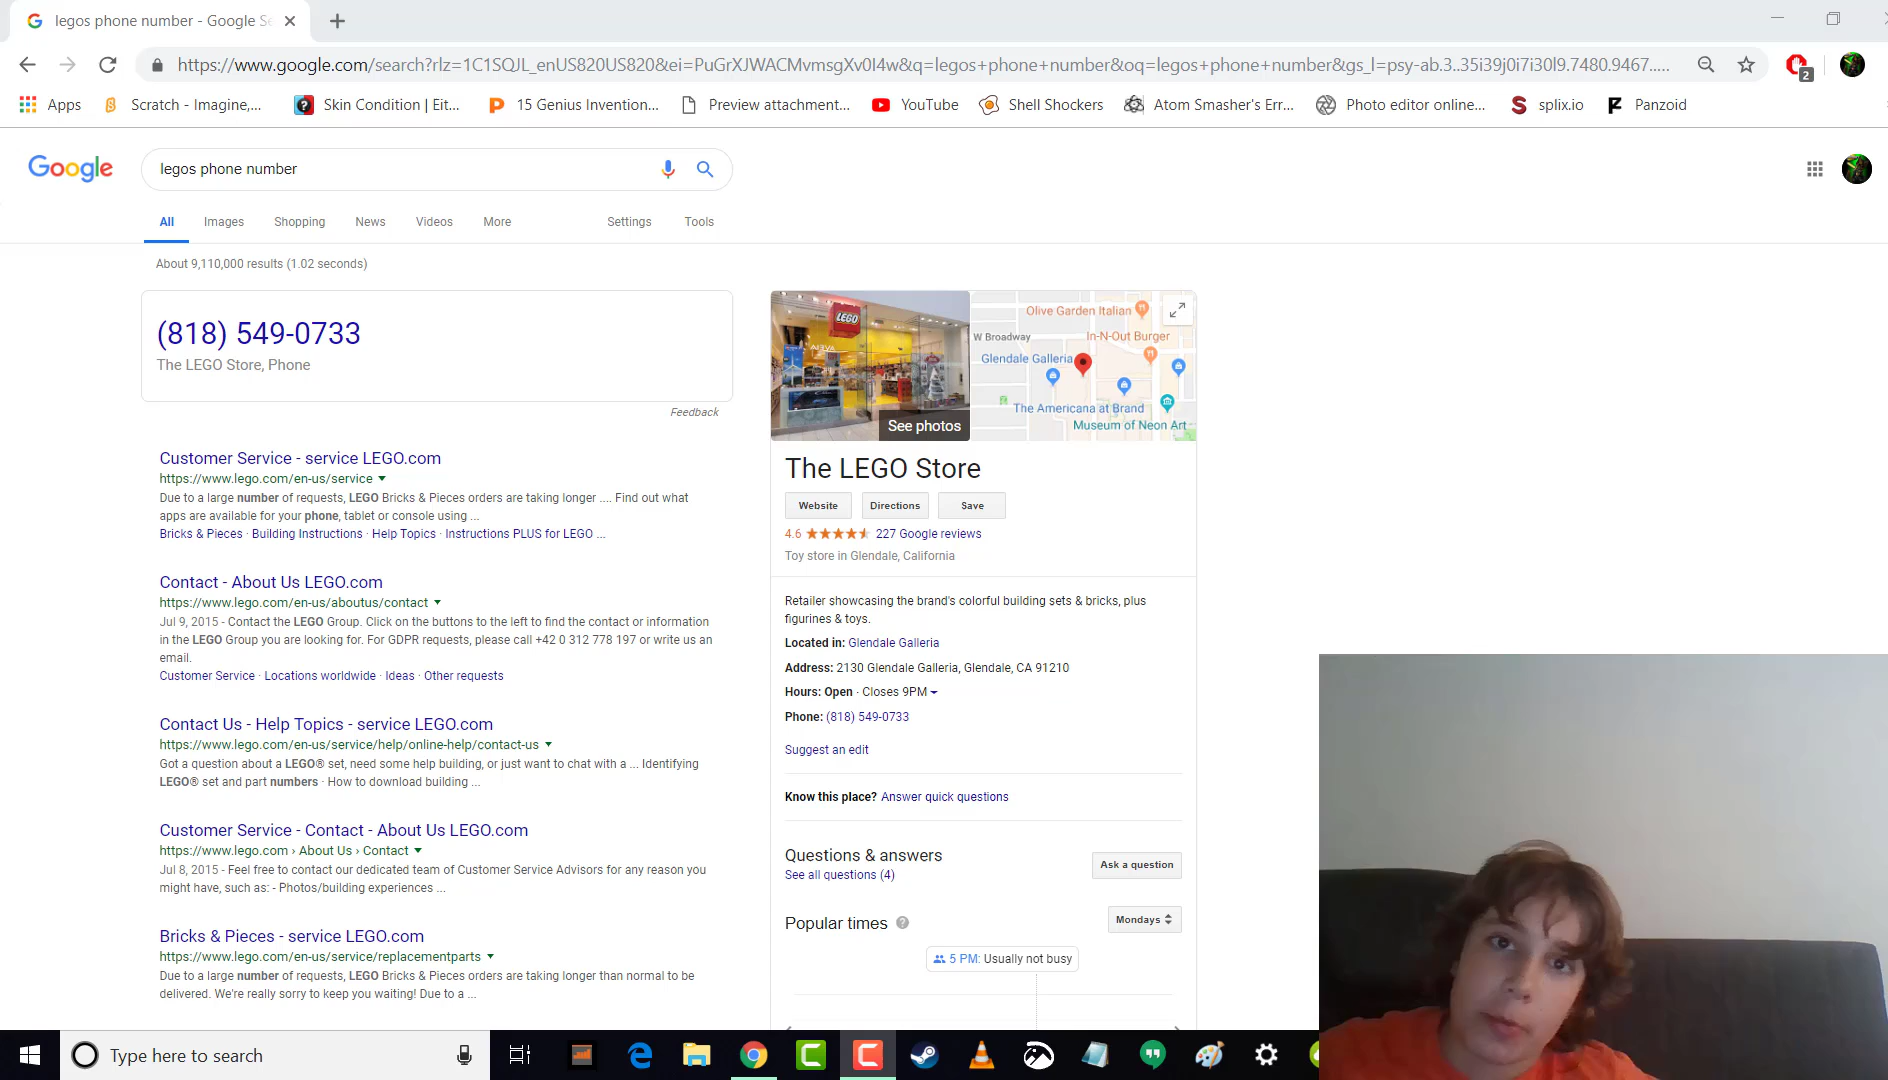 legos phone number - Google Se
https://www.google.com/search?rlz=1C1SQJL_enUS820US820&ei=PuGrXJWACMvmsgXv0I4w&q=legos+phone+number&oq=legos+phone+number&gs_l=psy-ab.3..35i39j0i7i30l9.7480.9467.....
2
Apps
Scratch - Imagine,...
Skin Condition | Eit...
15 Genius Invention...
Preview attachment...
YouTube
Shell Shockers
Atom Smasher's Err...
Photo editor online...
splix.io
Panzoid
Google
legos phone number
All
Images
Shopping
News
Videos
More
Settings
Tools
About 9,110,000 results (1.02 seconds)
(818) 549-0733
The LEGO Store, Phone
Feedback
Customer Service - service LEGO.com
https://www.lego.com/en-us/service
Due to a large number of requests, LEGO Bricks & Pieces orders are taking longer .... Find out what
apps are available for your phone, tablet or console using ...
Bricks & Pieces · Building Instructions · Help Topics · Instructions PLUS for LEGO ...
Contact - About Us LEGO.com
https://www.lego.com/en-us/aboutus/contact
Jul 9, 2015 - Contact the LEGO Group. Click on the buttons to the left to find the contact or information
in the LEGO Group you are looking for. For GDPR requests, please call +42 0 312 778 197 or write us an
email.
Customer Service · Locations worldwide · Ideas · Other requests
Contact Us - Help Topics - service LEGO.com
https://www.lego.com/en-us/service/help/online-help/contact-us
Got a question about a LEGO® set, need some help building, or just want to chat with a ... Identifying
LEGO® set and part numbers · How to download building ...
Customer Service - Contact - About Us LEGO.com
https://www.lego.com › About Us › Contact
Jul 8, 2015 - Feel free to contact our dedicated team of Customer Service Advisors for any reason you
might have, such as: - Photos/building experiences ...
Bricks & Pieces - service LEGO.com
https://www.lego.com/en-us/service/replacementparts
Due to a large number of requests, LEGO Bricks & Pieces orders are taking longer than normal to be
delivered. We're really sorry to keep you waiting! Due to a ...
LEGO
See photos
Olive Garden Italian
W Broadway
In-N-Out Burger
Glendale Galleria
The Americana at Brand
Museum of Neon Art
The LEGO Store
Website
Directions
Save
4.6
227 Google reviews
Toy store in Glendale, California
Retailer showcasing the brand's colorful building sets & bricks, plus
figurines & toys.
Located in: Glendale Galleria
Address: 2130 Glendale Galleria, Glendale, CA 91210
Hours: Open · Closes 9PM
Phone: (818) 549-0733
Suggest an edit
Know this place? Answer quick questions
Questions & answers
See all questions (4)
Ask a question
Popular times
Mondays
5 PM: Usually not busy
Type here to search